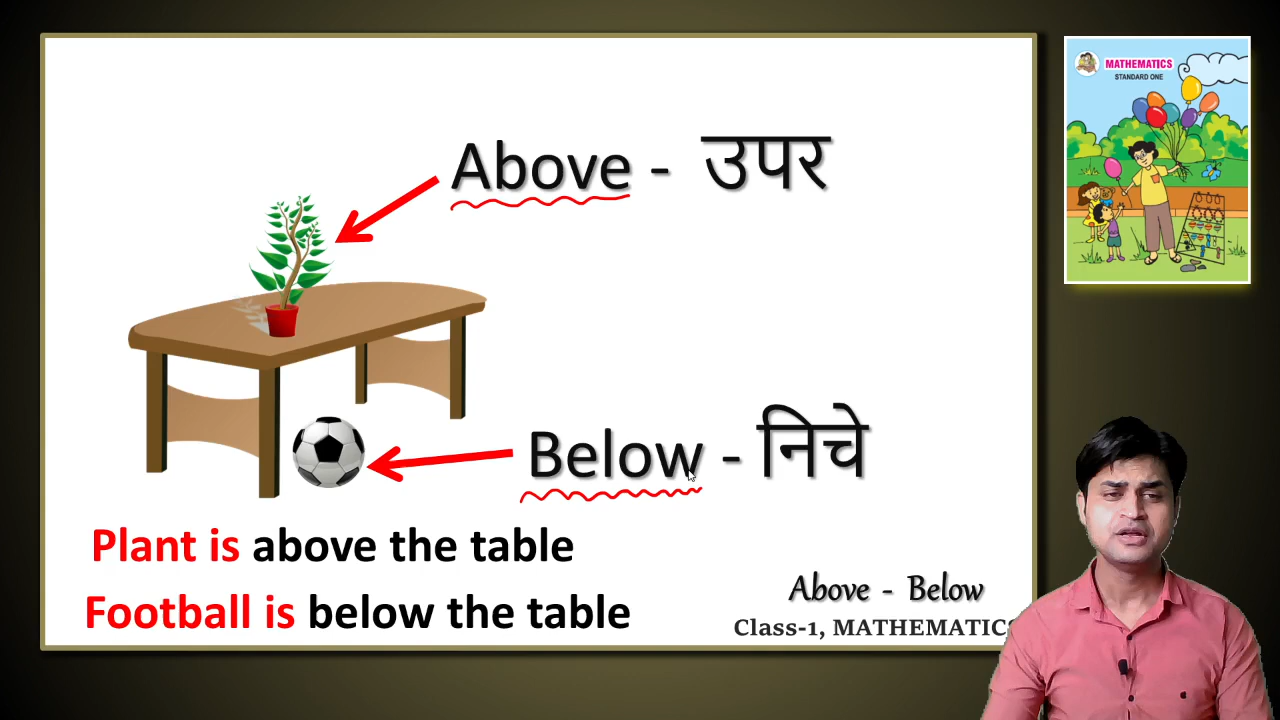 MATHEMATICS
STANDARD ONE
Above - उपर
Below - निचे
Plant is above the table
Football is below the table
Above - Below
Class-1, MATHEMATICS